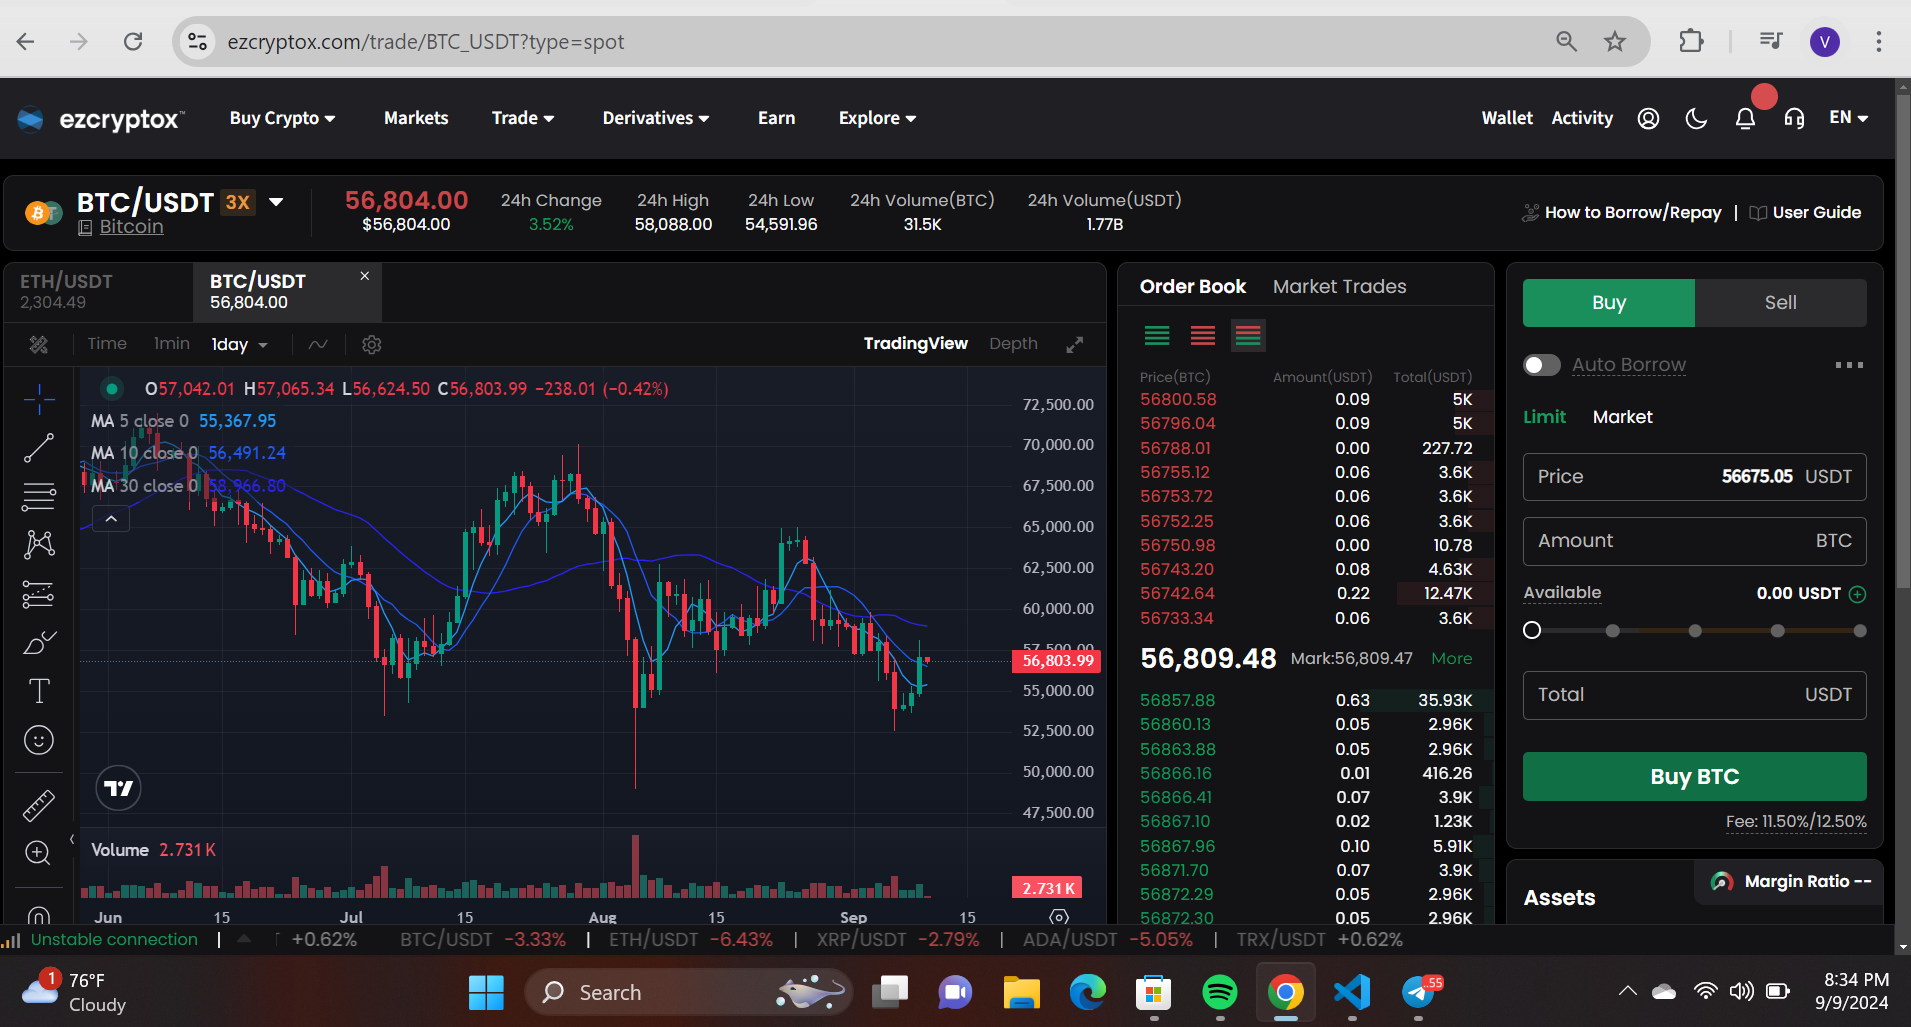 ezcryptox.com/trade/BTC_USDT?type=spot
V
ezcryptox™ Buy Crypto Markets Trade Derivatives Earn Explore Wallet Activity EN
BTC/USDT 3X
Bitcoin
56,804.00
$56,804.00
24h Change
3.52%
24h High
58,088.00
24h Low
54,591.96
24h Volume(BTC)
31.5K
24h Volume(USDT)
1.77B
How to Borrow/Repay | User Guide
ETH/USDT
2,304.49
BTC/USDT
56,804.00
Time 1min 1day TradingView Depth
O57,042.01 H57,065.34 L56,624.50 C56,803.99 −238.01 (−0.42%)
MA 5 close 0 55,367.95
MA 10 close 0 56,491.24
MA 30 close 0 58,966.80
72,500.00
70,000.00
67,500.00
65,000.00
62,500.00
60,000.00
57,500.00
56,803.99
55,000.00
52,500.00
50,000.00
47,500.00
Volume 2.731 K
2.731 K
Jun 15 Jul 15 Aug 15 Sep 15
Order Book Market Trades
Price(BTC) Amount(USDT) Total(USDT)
56800.58 0.09 5K
56796.04 0.09 5K
56788.01 0.00 227.72
56755.12 0.06 3.6K
56753.72 0.06 3.6K
56752.25 0.06 3.6K
56750.98 0.00 10.78
56743.20 0.08 4.63K
56742.64 0.22 12.47K
56733.34 0.06 3.6K
56,809.48 Mark:56,809.47 More
56857.88 0.63 35.93K
56860.13 0.05 2.96K
56863.88 0.05 2.96K
56866.16 0.01 416.26
56866.41 0.07 3.9K
56867.10 0.02 1.23K
56867.96 0.10 5.91K
56871.70 0.07 3.9K
56872.29 0.05 2.96K
56872.30 0.05 2.96K
Buy Sell
Auto Borrow
Limit Market
Price 56675.05 USDT
Amount BTC
Available 0.00 USDT
Total USDT
Buy BTC
Fee: 11.50%/12.50%
Margin Ratio --
Assets
Unstable connection | +0.62% BTC/USDT -3.33% | ETH/USDT -6.43% | XRP/USDT -2.79% | ADA/USDT -5.05% | TRX/USDT +0.62%
1
76°F
Cloudy
Search
..55
8:34 PM
9/9/2024